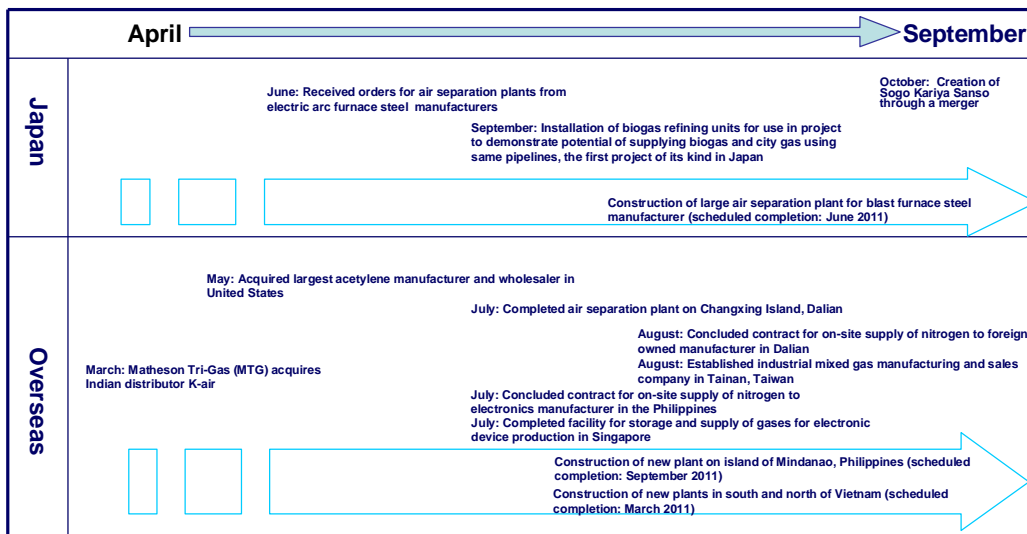 April
September
Japan
October:  Creation of
Sogo Kariya Sanso
through a merger
June: Received orders for air separation plants from
electric arc furnace steel  manufacturers
September: Installation of biogas refining units for use in project
to demonstrate potential of supplying biogas and city gas using
same pipelines, the first project of its kind in Japan
Construction of large air separation plant for blast furnace steel
manufacturer (scheduled completion: June 2011)
Overseas
May: Acquired largest acetylene manufacturer and wholesaler in
United States
July: Completed air separation plant on Changxing Island, Dalian
August: Concluded contract for on-site supply of nitrogen to foreign
owned manufacturer in Dalian
August: Established industrial mixed gas manufacturing and sales
company in Tainan, Taiwan
March: Matheson Tri-Gas (MTG) acquires
Indian distributor K-air
July: Concluded contract for on-site supply of nitrogen to
electronics manufacturer in the Philippines
July: Completed facility for storage and supply of gases for electronic
device production in Singapore
Construction of new plant on island of Mindanao, Philippines (scheduled
completion: September 2011)
Construction of new plants in south and north of Vietnam (scheduled
completion: March 2011)